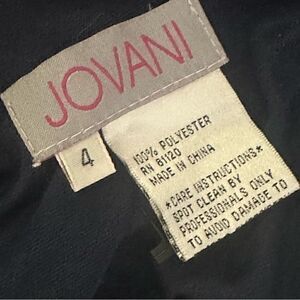 JOVANI
4
100% POLYESTER
RN 81120
MADE IN CHINA
*CARE INSTRUCTIONS*
SPOT CLEAN BY
PROFESSIONALS ONLY
TO AVOID DAMAGE TO